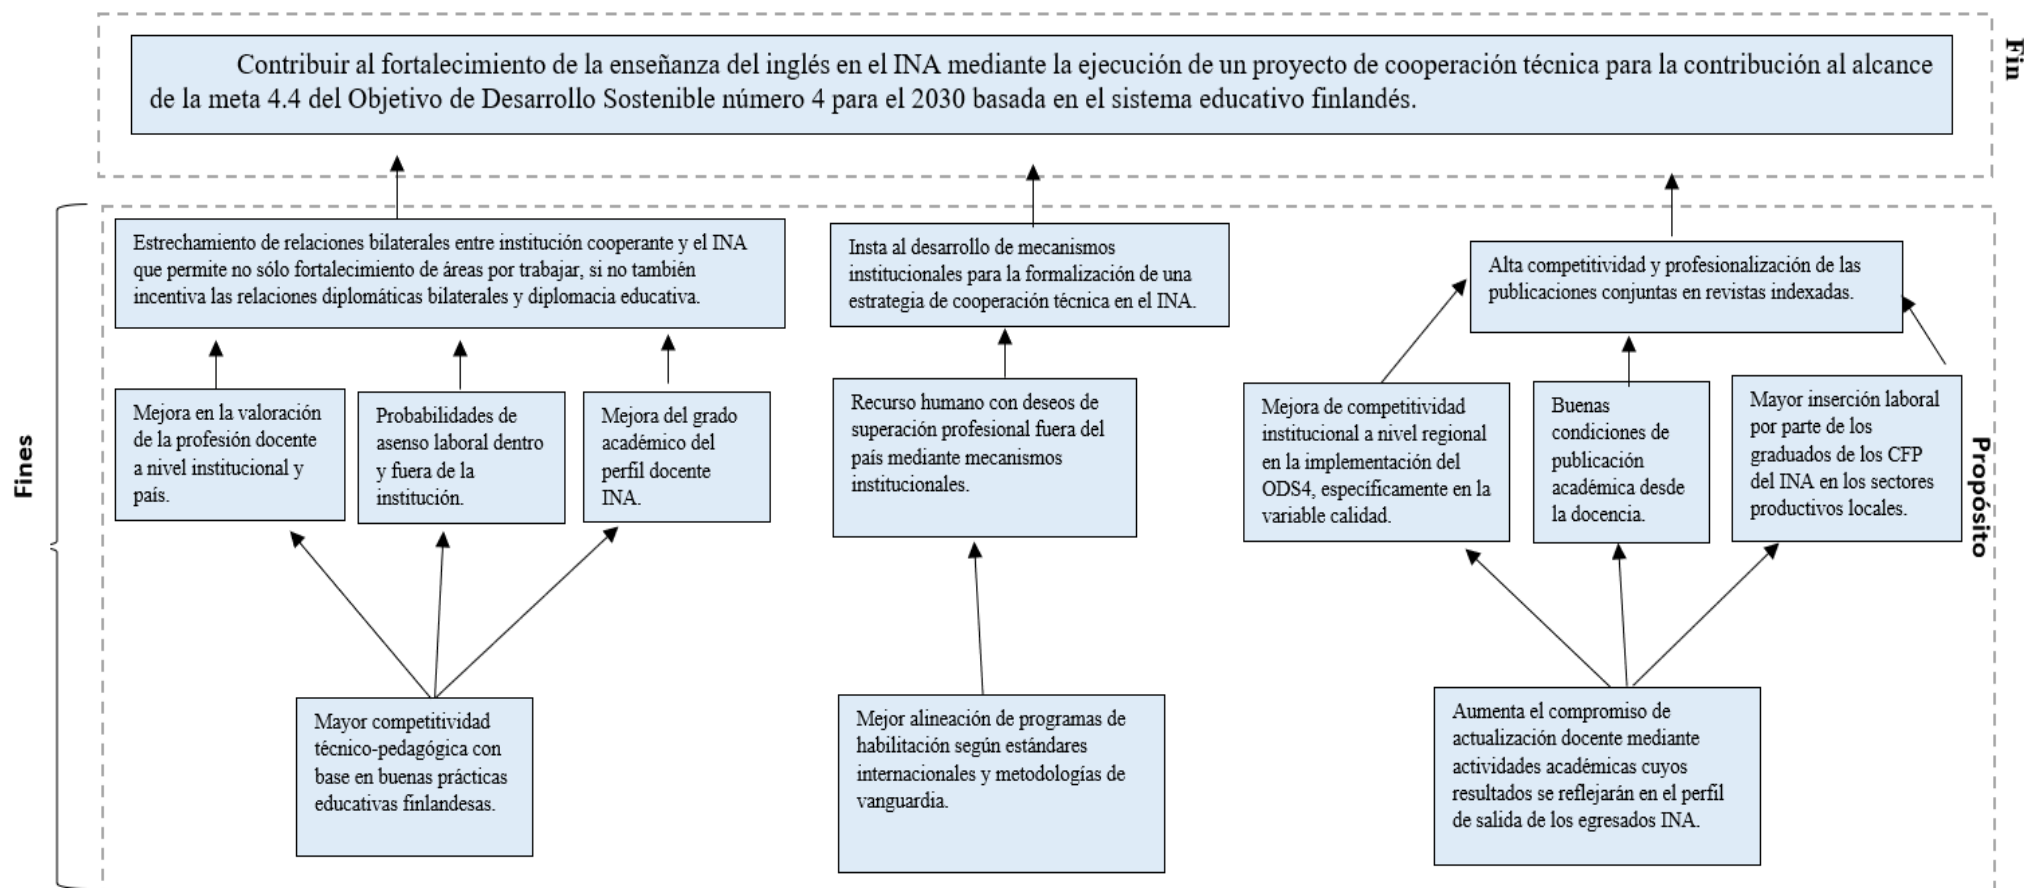 Contribuir al fortalecimiento de la enseñanza del inglés en el INA mediante la ejecución de un proyecto de cooperación técnica para la contribución al alcance
de la meta 4.4 del Objetivo de Desarrollo Sostenible número 4 para el 2030 basada en el sistema educativo finlandés.
Fin
Fines
Estrechamiento de relaciones bilaterales entre institución cooperante y el INA
que permite no sólo fortalecimiento de áreas por trabajar, si no también
incentiva las relaciones diplomáticas bilaterales y diplomacia educativa.
Insta al desarrollo de mecanismos
institucionales para la formalización de una
estrategia de cooperación técnica en el INA.
Alta competitividad y profesionalización de las
publicaciones conjuntas en revistas indexadas.
Mejora en la valoración
de la profesión docente
a nivel institucional y
país.
Probabilidades de
asenso laboral dentro
y fuera de la
institución.
Mejora del grado
académico del
perfil docente
INA.
Recurso humano con deseos de
superación profesional fuera del
país mediante mecanismos
institucionales.
Mejora de competitividad
institucional a nivel regional
en la implementación del
ODS4, específicamente en la
variable calidad.
Buenas
condiciones de
publicación
académica desde
la docencia.
Mayor inserción laboral
por parte de los
graduados de los CFP
del INA en los sectores
productivos locales.
Propósito
Mayor competitividad
técnico-pedagógica con
base en buenas prácticas
educativas finlandesas.
Mejor alineación de programas de
habilitación según estándares
internacionales y metodologías de
vanguardia.
Aumenta el compromiso de
actualización docente mediante
actividades académicas cuyos
resultados se reflejarán en el perfil
de salida de los egresados INA.